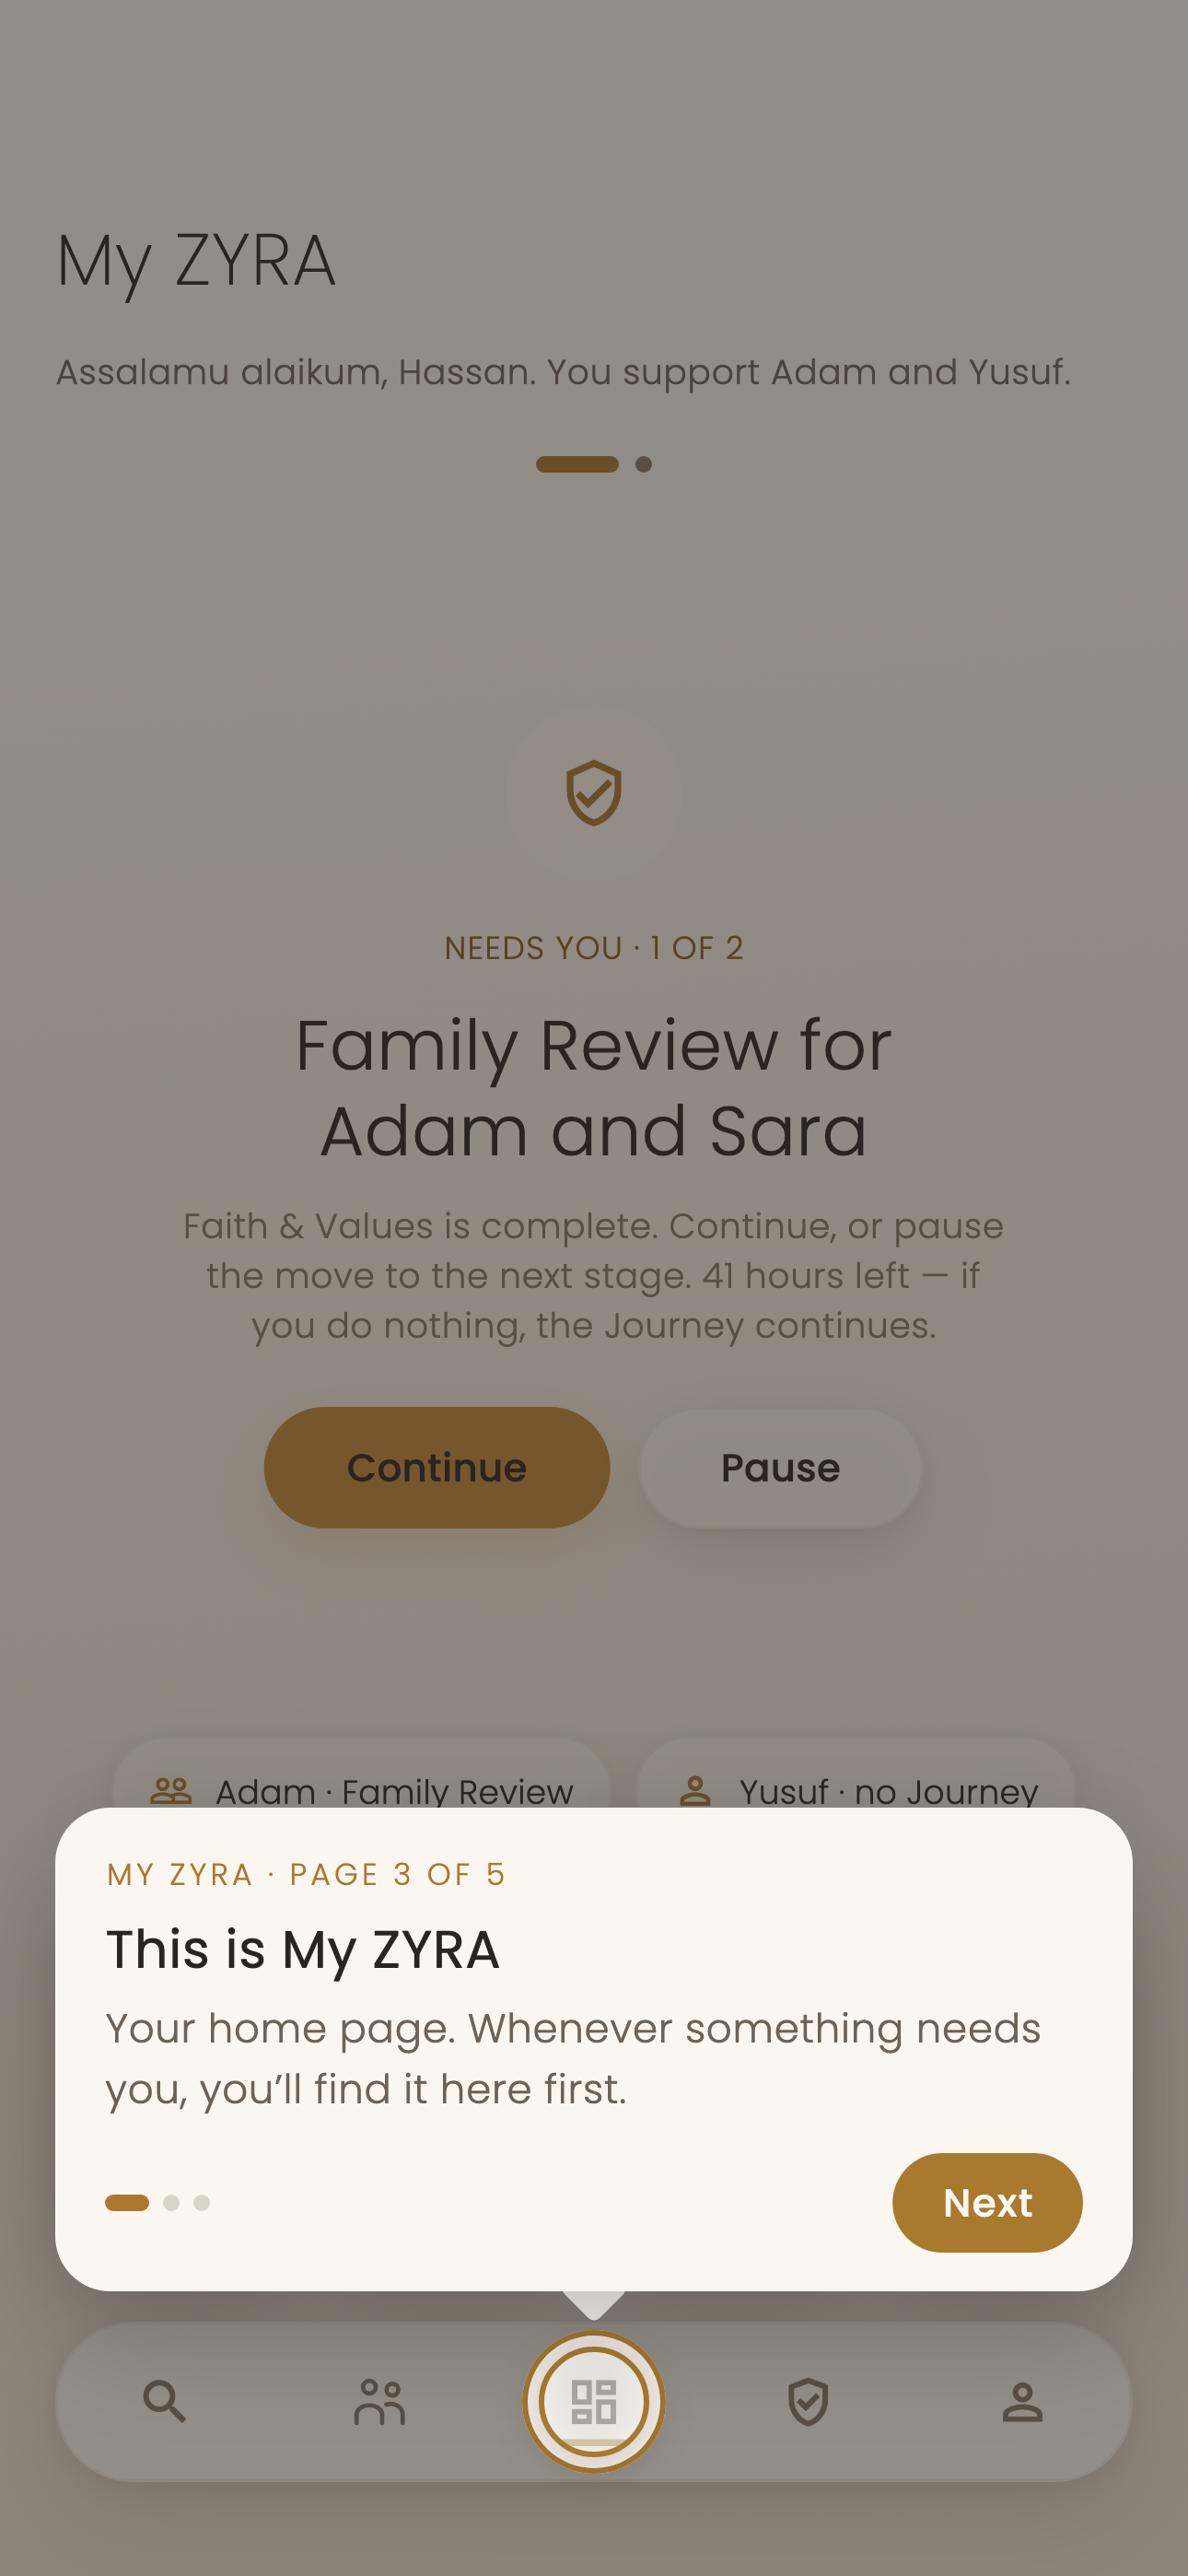 My ZYRA
Assalamu alaikum, Hassan. You support Adam and Yusuf.
NEEDS YOU · 1 OF 2
Family Review for
Adam and Sara
Faith & Values is complete. Continue, or pause
the move to the next stage. 41 hours left — if
you do nothing, the Journey continues.
Continue
Pause
Adam · Family Review
Yusuf · no Journey
MY ZYRA · PAGE 3 OF 5
This is My ZYRA
Your home page. Whenever something needs
you, you’ll find it here first.
Next